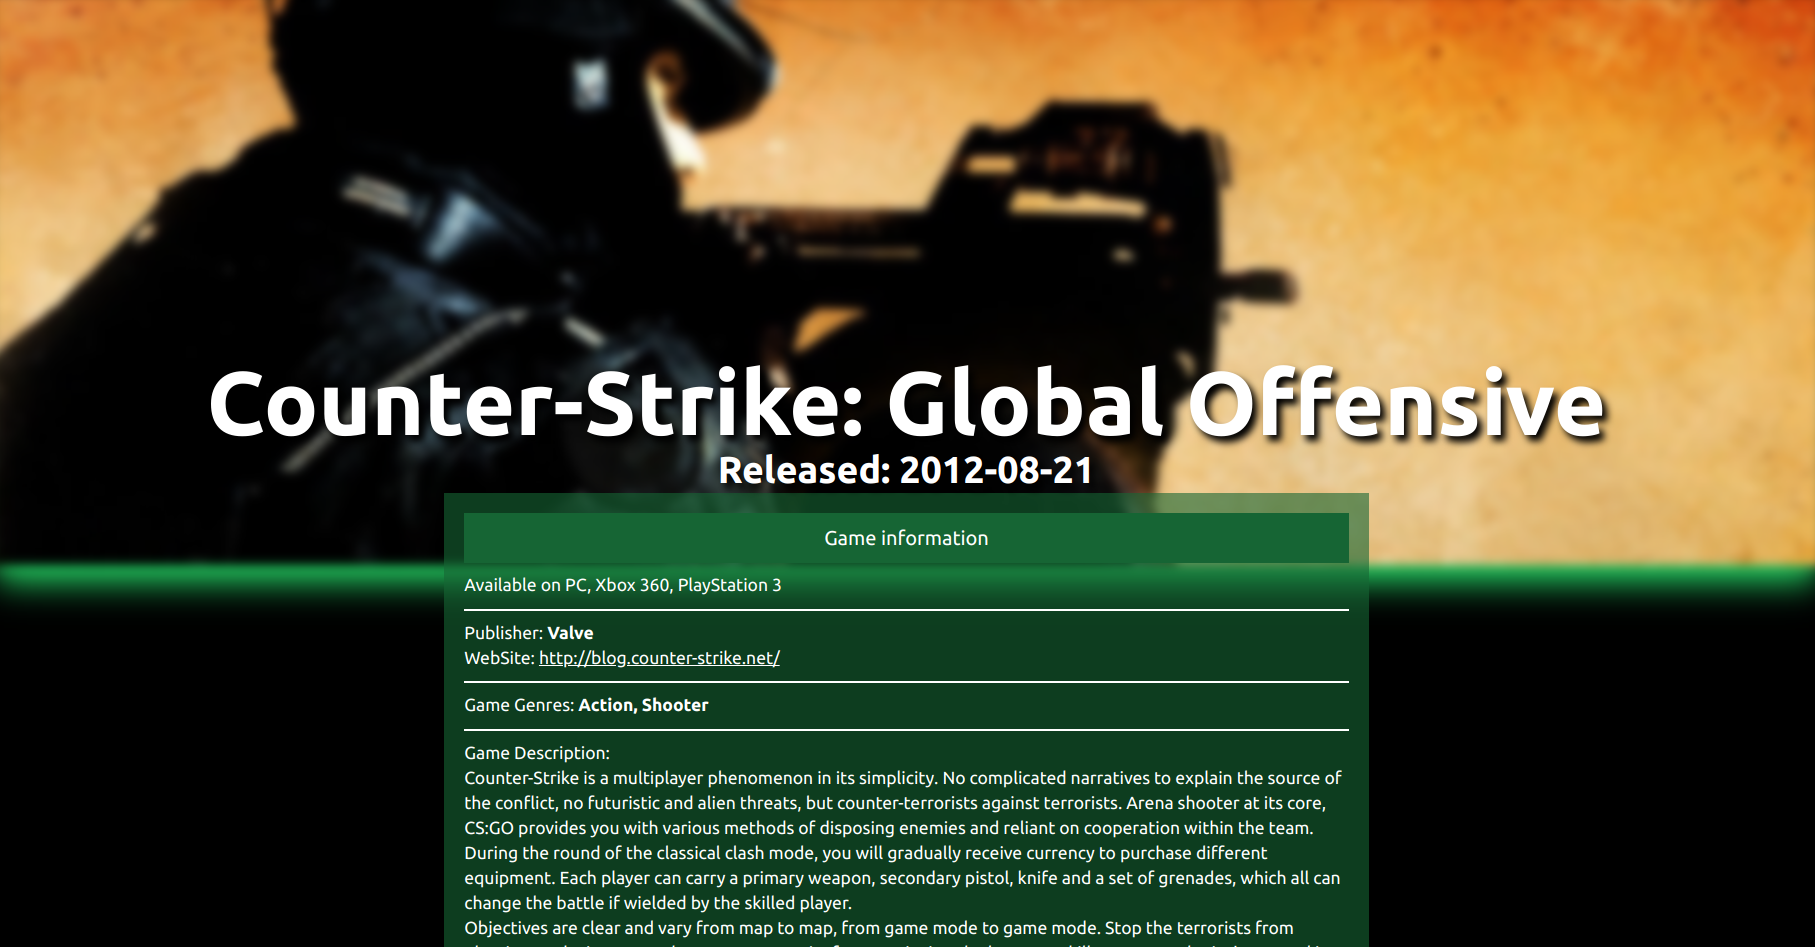 Counter-Strike: Global Offensive
Released: 2012-08-21
Game information
Available on PC, Xbox 360, PlayStation 3
Publisher: Valve
WebSite: http://blog.counter-strike.net/
Game Genres: Action, Shooter
Game Description:
Counter-Strike is a multiplayer phenomenon in its simplicity. No complicated narratives to explain the source of
the conflict, no futuristic and alien threats, but counter-terrorists against terrorists. Arena shooter at its core,
CS:GO provides you with various methods of disposing enemies and reliant on cooperation within the team.
During the round of the classical clash mode, you will gradually receive currency to purchase different
equipment. Each player can carry a primary weapon, secondary pistol, knife and a set of grenades, which all can
change the battle if wielded by the skilled player.
Objectives are clear and vary from map to map, from game mode to game mode. Stop the terrorists from